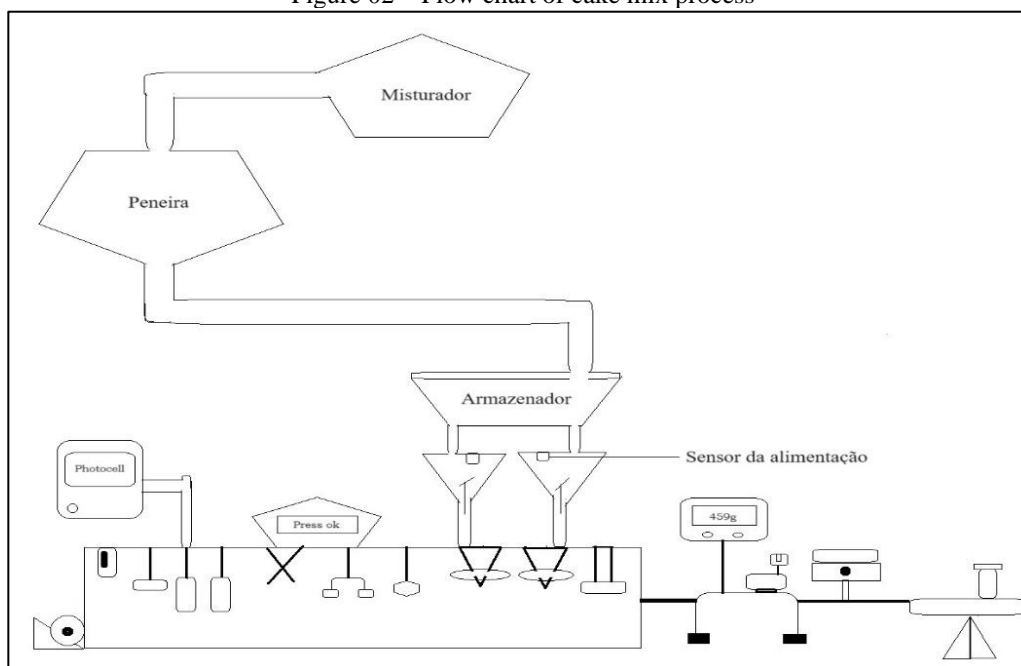 Figure 02 – Flow chart of cake mix process
Misturador
Peneira
Armazenador
Sensor da alimentação
Photocell
Press ok
459g